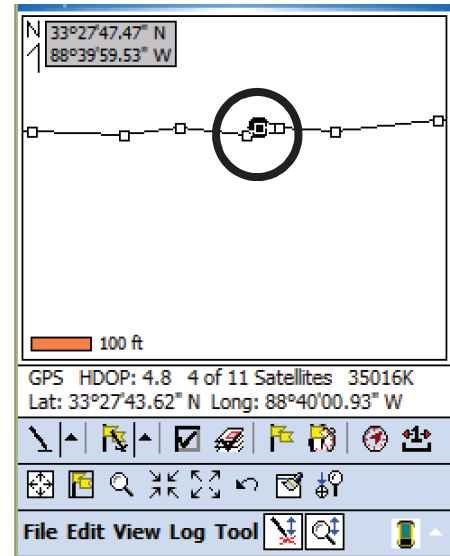 N
33°27'47.47" N
88°39'59.53" W
100 ft
GPS HDOP: 4.8 4 of 11 Satellites 35016K
Lat: 33°27'43.62" N Long: 88°40'00.93" W
1
File Edit View Log Tool